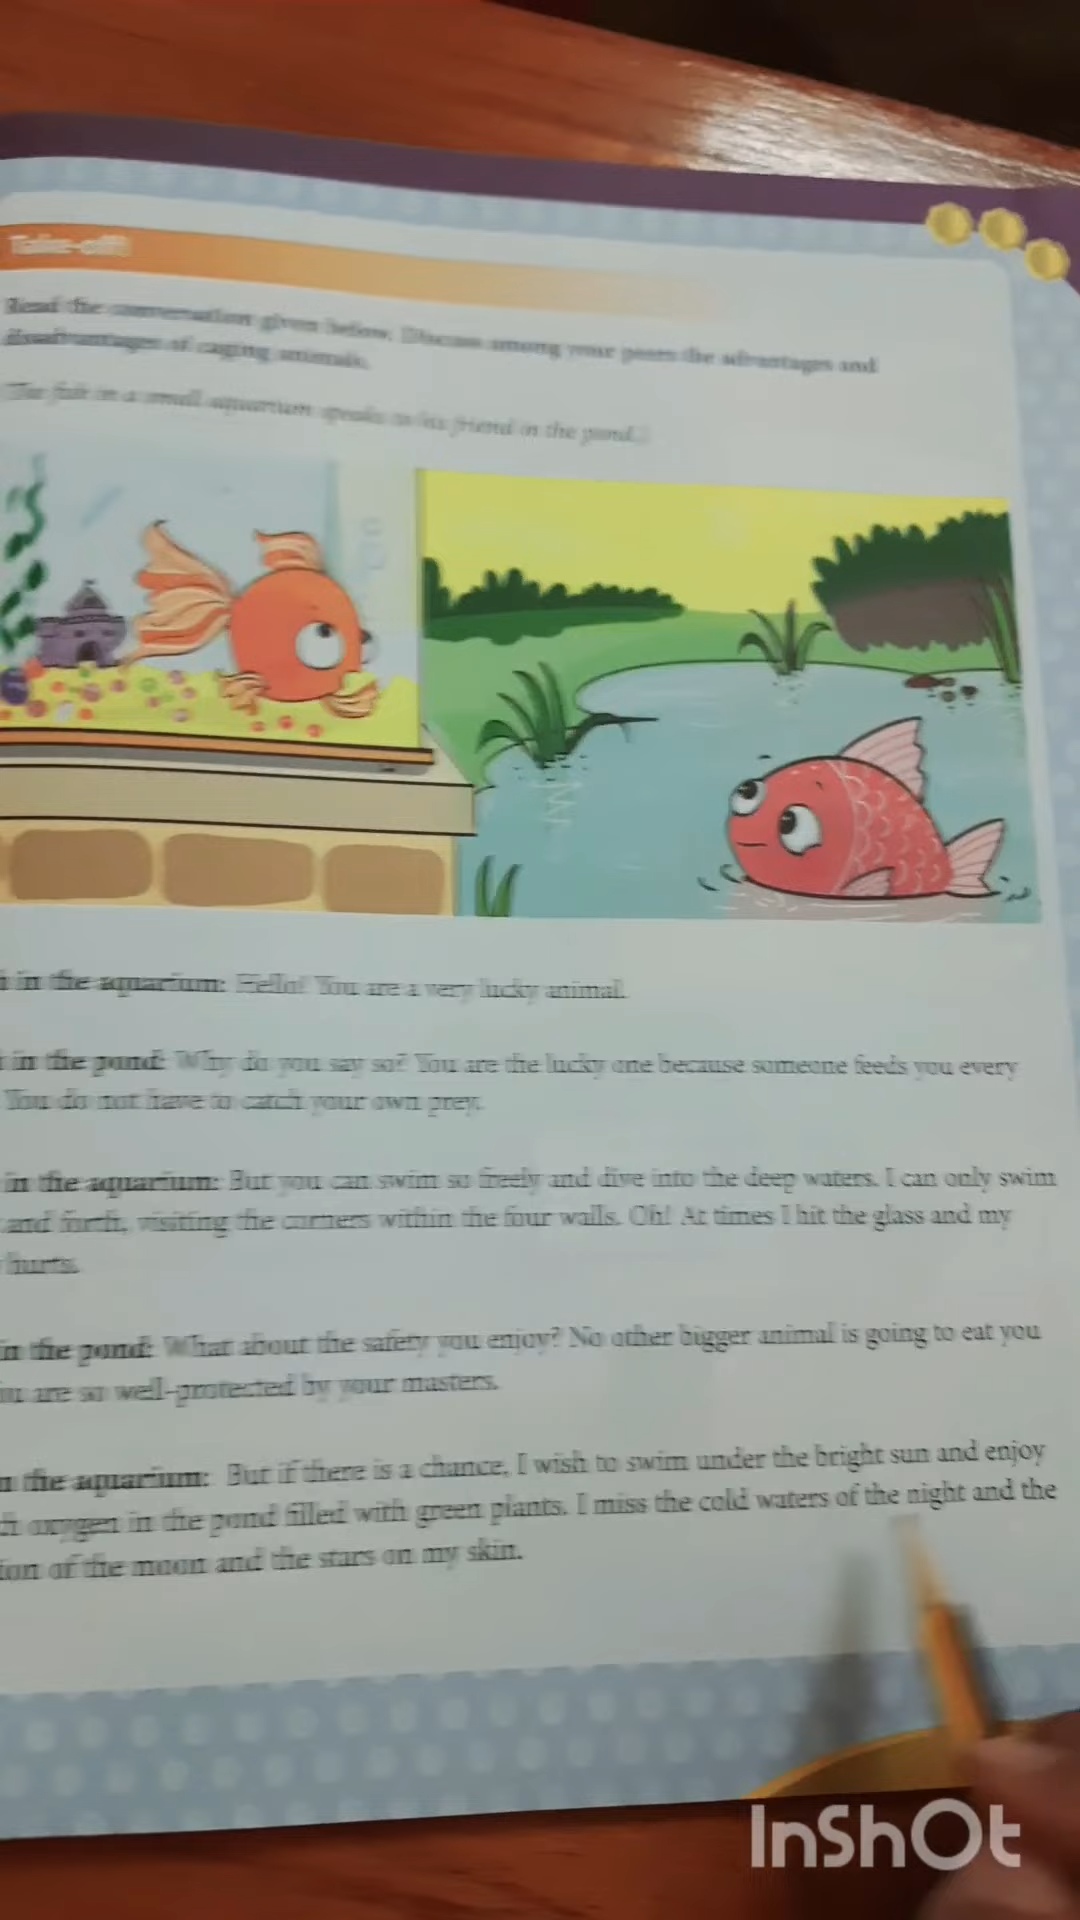 Take-off!
Read the conversation given below. Discuss among your peers the advantages and
disadvantages of caging animals.
The fish in a small aquarium speaks to his friend in the pond.
in the aquarium: Hello! You are a very lucky animal.
in the pond: Why do you say so? You are the lucky one because someone feeds you every
You do not have to catch your own prey.
in the aquarium: But you can swim so freely and dive into the deep waters. I can only swim
and forth, visiting the corners within the four walls. Oh! At times I hit the glass and my
hurts.
in the pond: What about the safety you enjoy? No other bigger animal is going to eat you
are so well-protected by your masters.
the aquarium: But if there is a chance, I wish to swim under the bright sun and enjoy
oxygen in the pond filled with green plants. I miss the cold waters of the night and the
of the moon and the stars on my skin.
InShOt